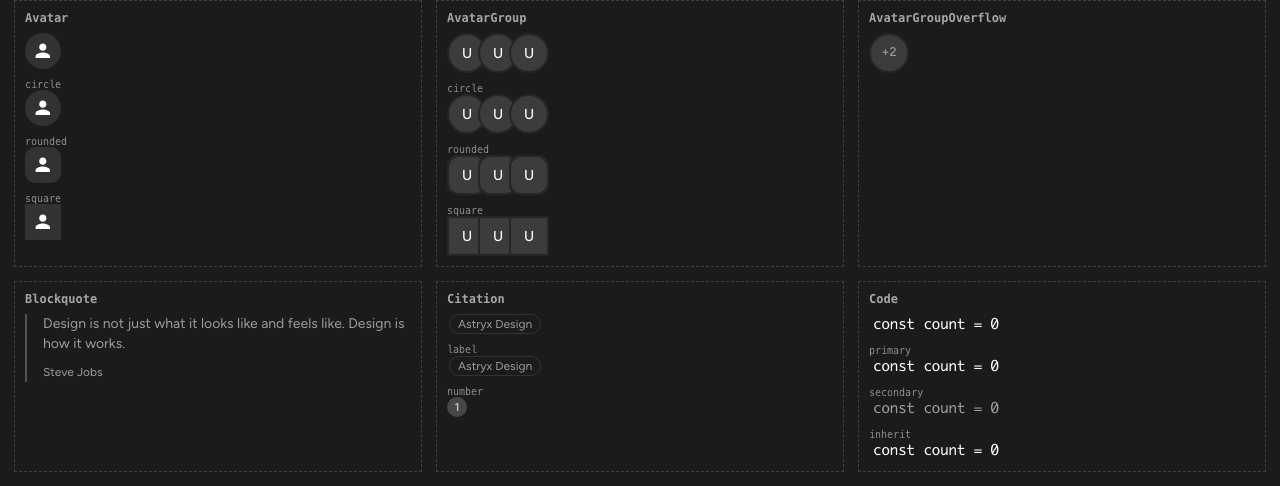 Avatar
circle
rounded
square
AvatarGroup
U U U
circle
U U U
rounded
U U U
square
U U U
AvatarGroupOverflow
+2
Blockquote
Design is not just what it looks like and feels like. Design is
how it works.
Steve Jobs
Citation
Astryx Design
label
Astryx Design
number
1
Code
const count = 0
primary
const count = 0
secondary
const count = 0
inherit
const count = 0